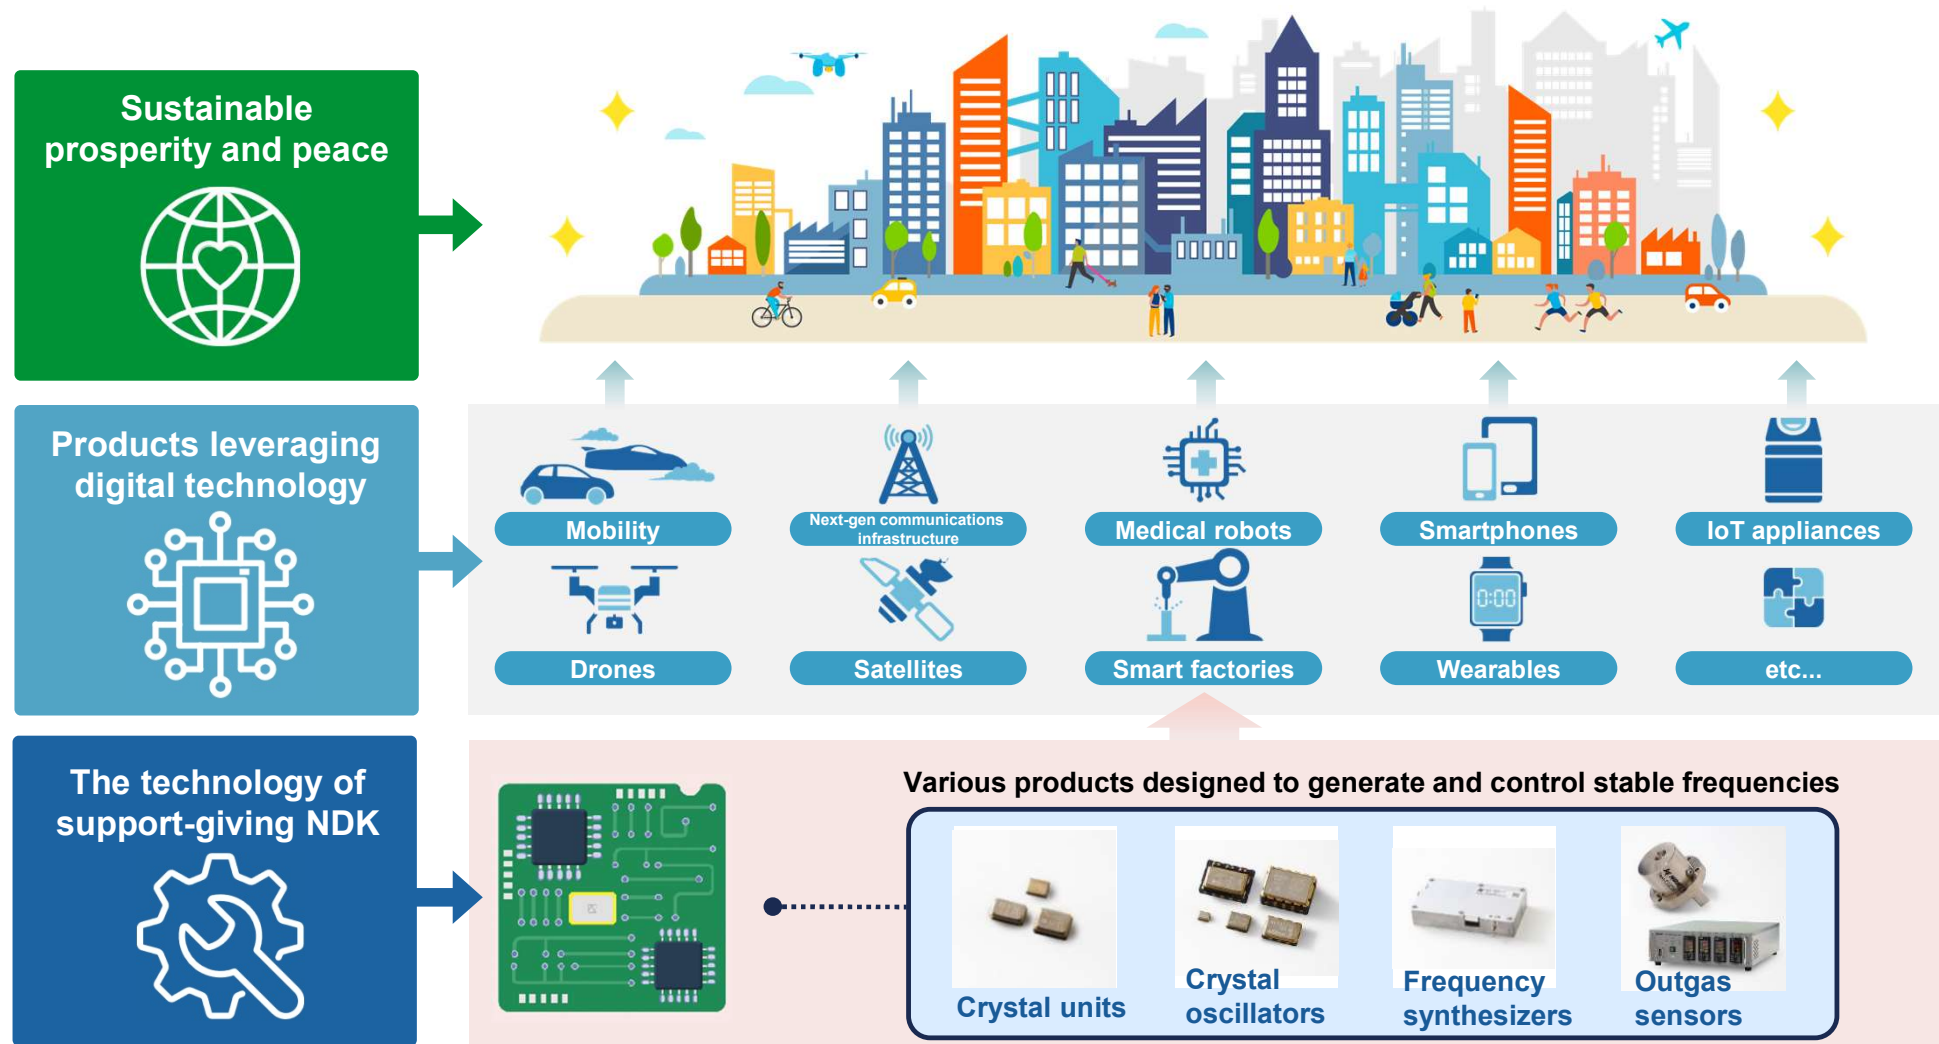 Sustainable
prosperity and peace
Products leveraging
digital technology
Mobility
Next-gen communications
infrastructure
Medical robots
Smartphones
IoT appliances
0:00
Drones
Satellites
Smart factories
Wearables
etc...
The technology of
support-giving NDK
Various products designed to generate and control stable frequencies
Crystal units
Crystal
oscillators
Frequency
synthesizers
Outgas
sensors